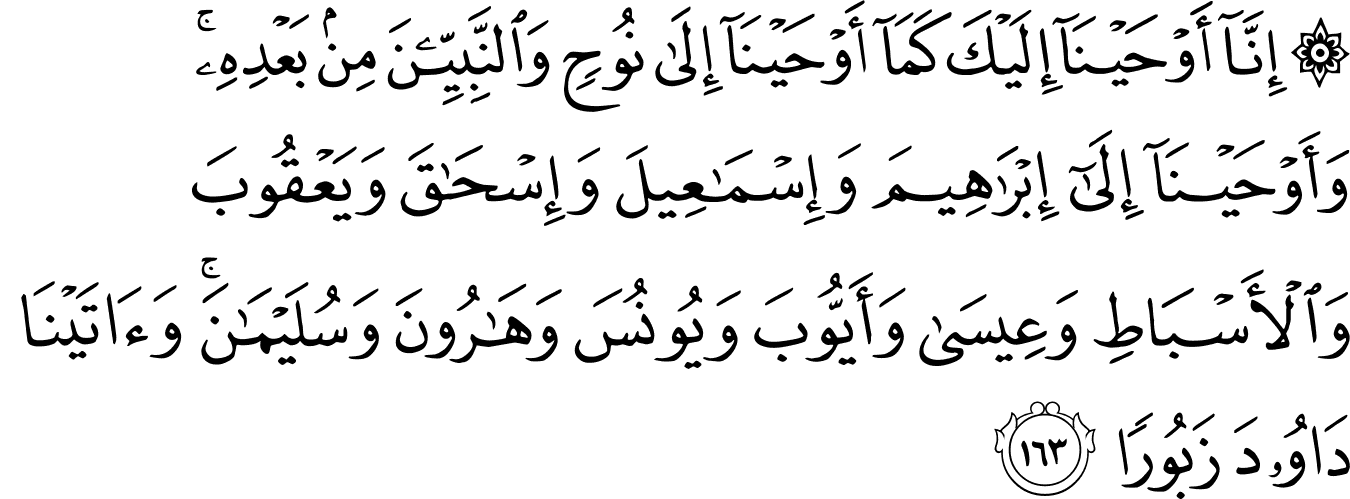 ۞ إِنَّآ أَوْحَيْنَآ إِلَيْكَ كَمَآ أَوْحَيْنَآ إِلَىٰ نُوحٍ وَٱلنَّبِيِّـۧنَ مِنۢ بَعْدِهِۦ ۚ
وَأَوْحَيْنَآ إِلَىٰٓ إِبْرَٰهِيمَ وَإِسْمَـٰعِيلَ وَإِسْحَـٰقَ وَيَعْقُوبَ
وَٱلْأَسْبَاطِ وَعِيسَىٰ وَأَيُّوبَ وَيُونُسَ وَهَـٰرُونَ وَسُلَيْمَـٰنَ ۚ وَءَاتَيْنَا
دَاوُۥدَ زَبُورًا ١٦٣